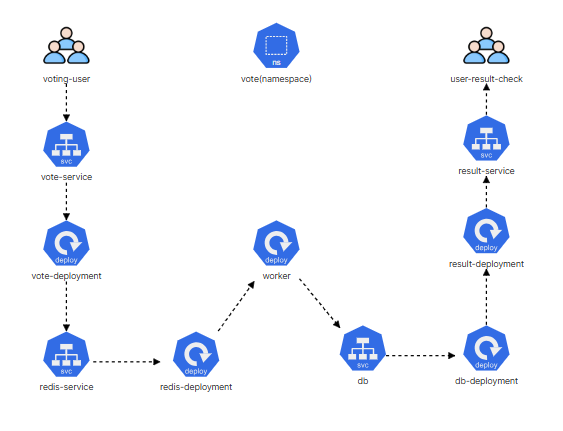 voting-user
ns
vote(namespace)
user-result-check
svc
vote-service
svc
result-service
deploy
vote-deployment
deploy
worker
deploy
result-deployment
svc
redis-service
deploy
redis-deployment
svc
db
deploy
db-deployment